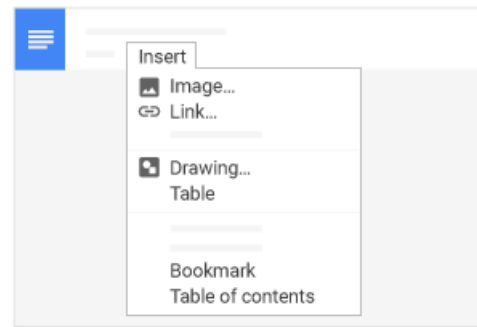 Insert
Image...
Link...
Drawing...
Table
Bookmark
Table of contents